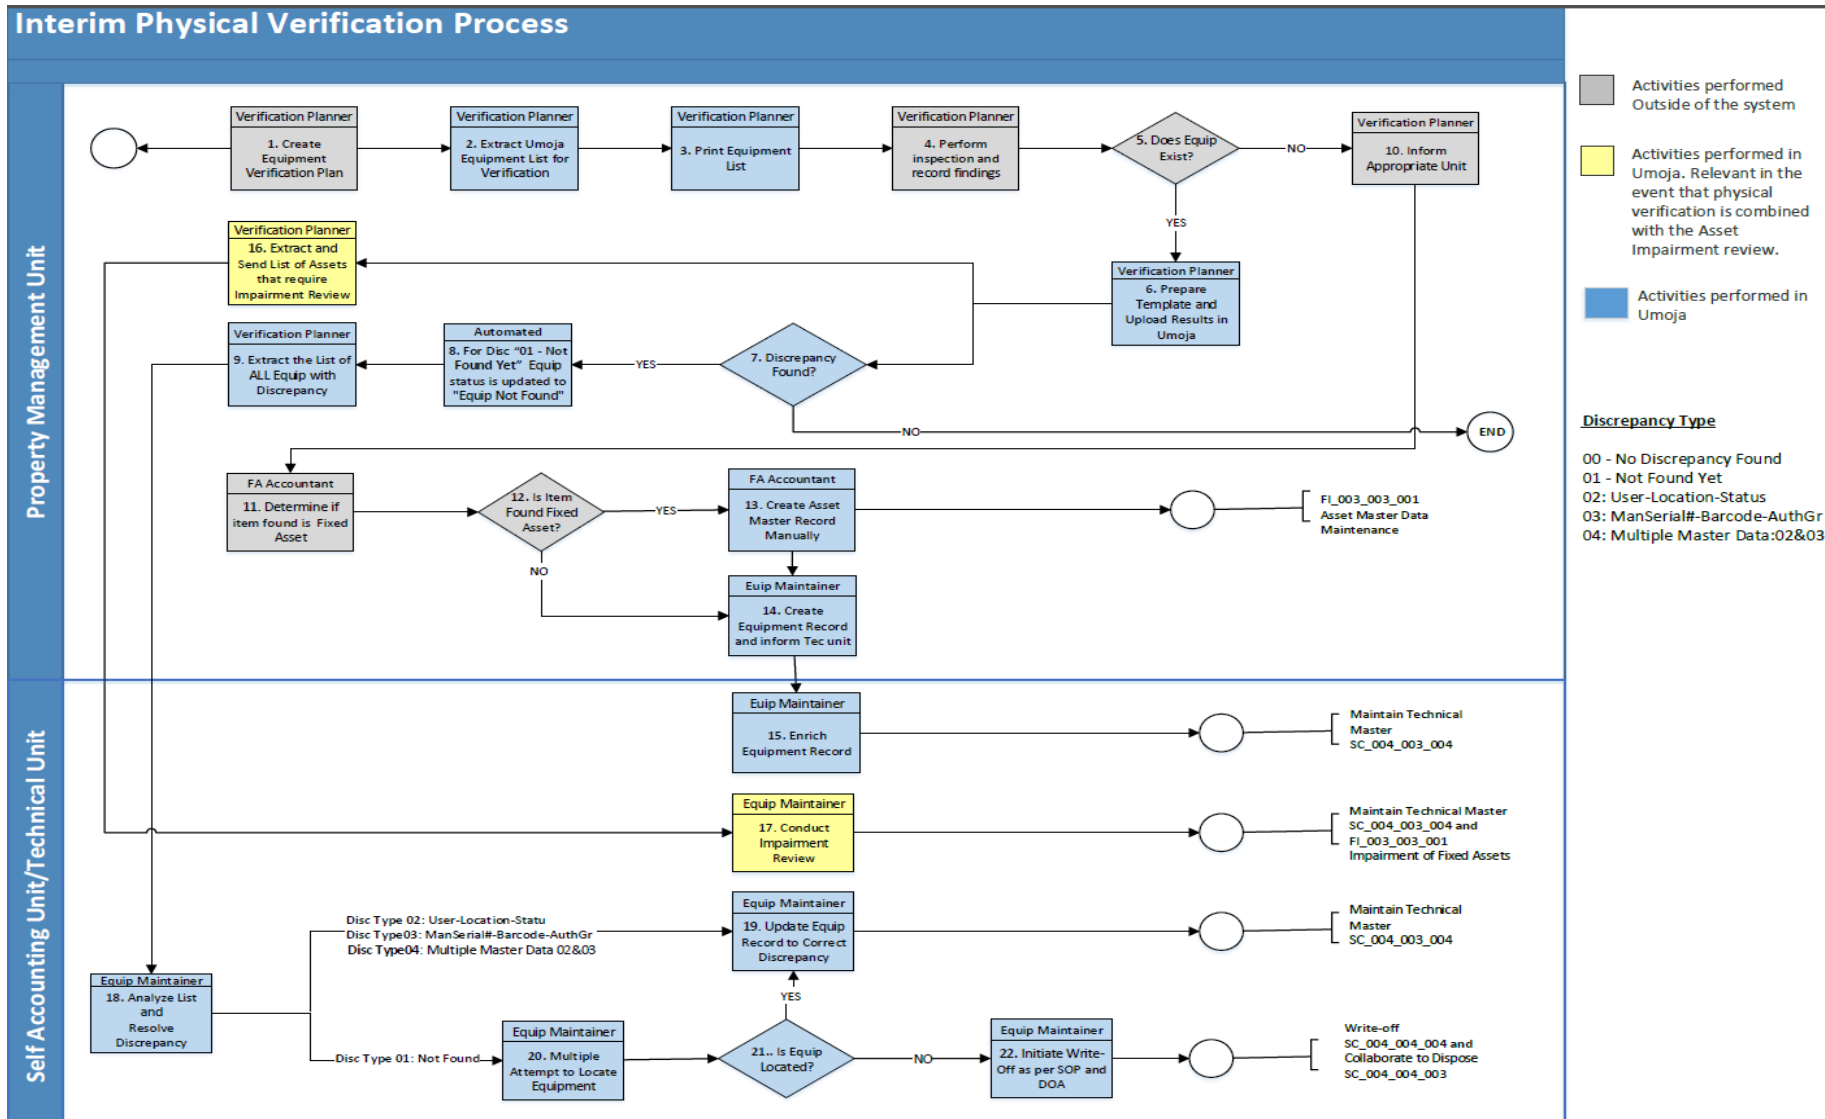 Interim Physical Verification Process
Property Management Unit
Self Accounting Unit/Technical Unit
Verification Planner
1. Create
Equipment
Verification Plan
Verification Planner
2. Extract Umoja
Equipment List for
Verification
Verification Planner
3. Print Equipment
List
Verification Planner
4. Perform
inspection and
record findings
5. Does Equip
Exist?
NO
YES
Verification Planner
10. Inform
Appropriate Unit
Verification Planner
16. Extract and
Send List of Assets
that require
Impairment Review
Verification Planner
6. Prepare
Template and
Upload Results in
Umoja
Verification Planner
9. Extract the List of
ALL Equip with
Discrepancy
Automated
8. For Disc "01 - Not
Found Yet" Equip
status is updated to
"Equip Not Found"
YES
7. Discrepancy
Found?
NO
END
FA Accountant
11. Determine if
item found is Fixed
Asset
12. Is Item
Found Fixed
Asset?
YES
NO
FA Accountant
13. Create Asset
Master Record
Manually
FI_003_003_001
Asset Master Data
Maintenance
Euip Maintainer
14. Create
Equipment Record
and inform Tec unit
Euip Maintainer
15. Enrich
Equipment Record
Maintain Technical
Master
SC_004_003_004
Equip Maintainer
17. Conduct
Impairment
Review
Maintain Technical Master
SC_004_003_004 and
FI_003_003_001
Impairment of Fixed Assets
Disc Type 02: User-Location-Statu
Disc Type03: ManSerial#-Barcode-AuthGr
Disc Type04: Multiple Master Data 02&03
Equip Maintainer
19. Update Equip
Record to Correct
Discrepancy
Maintain Technical
Master
SC_004_003_004
Equip Maintainer
18. Analyze List
and
Resolve
Discrepancy
Disc Type 01: Not Found
Equip Maintainer
20. Multiple
Attempt to Locate
Equipment
YES
21.. Is Equip
Located?
NO
Equip Maintainer
22. Initiate Write-
Off as per SOP and
DOA
Write-off
SC_004_004_004 and
Collaborate to Dispose
SC_004_004_003
Activities performed
Outside of the system
Activities performed in
Umoja. Relevant in the
event that physical
verification is combined
with the Asset
Impairment review.
Activities performed in
Umoja
Discrepancy Type
00 - No Discrepancy Found
01 - Not Found Yet
02: User-Location-Status
03: ManSerial#-Barcode-AuthGr
04: Multiple Master Data:02&03